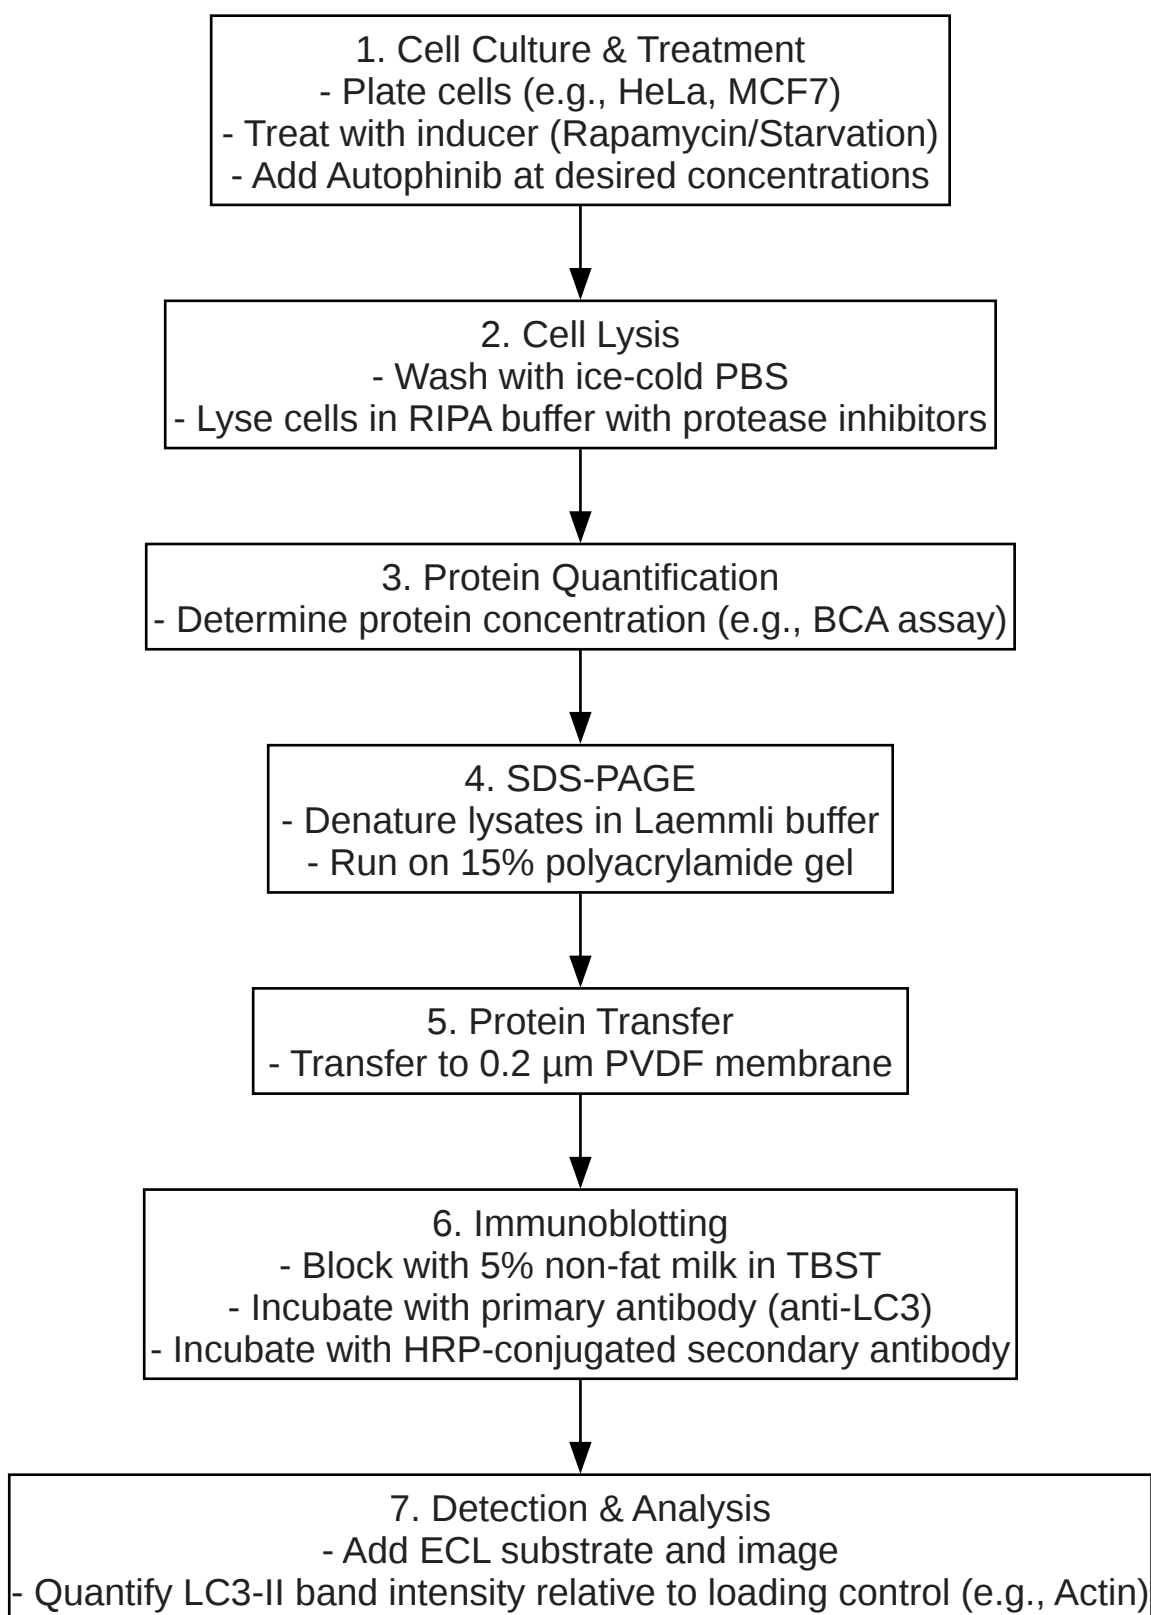 1. Cell Culture & Treatment
- Plate cells (e.g., HeLa, MCF7)
- Treat with inducer (Rapamycin/Starvation)
- Add Autophinib at desired concentrations
2. Cell Lysis
- Wash with ice-cold PBS
- Lyse cells in RIPA buffer with protease inhibitors
3. Protein Quantification
- Determine protein concentration (e.g., BCA assay)
4. SDS-PAGE
- Denature lysates in Laemmli buffer
- Run on 15% polyacrylamide gel
5. Protein Transfer
- Transfer to 0.2 µm PVDF membrane
6. Immunoblotting
- Block with 5% non-fat milk in TBST
- Incubate with primary antibody (anti-LC3)
- Incubate with HRP-conjugated secondary antibody
7. Detection & Analysis
- Add ECL substrate and image
- Quantify LC3-II band intensity relative to loading control (e.g., Actin)